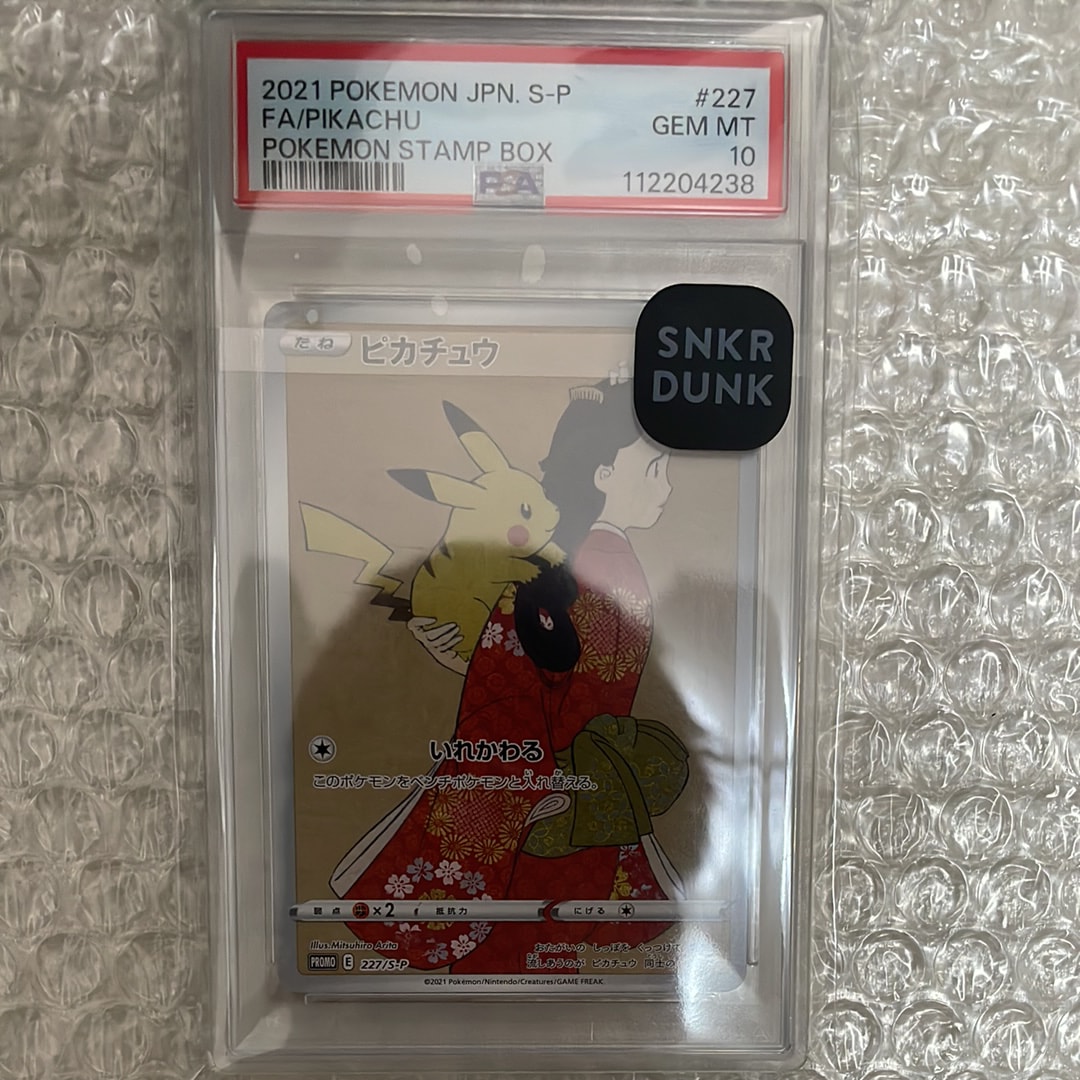 2021 POKEMON JPN. S-P #227
FA/PIKACHU GEM MT
POKEMON STAMP BOX 10
PSA 112204238
SNKR
DUNK
たね ピカチュウ
いれかわる
このポケモンをベンチポケモンと入れ替える。
弱点 ×2 抵抗力 にげる
Illus.Mitsuhiro Arita
おたがいの しっぽを くっつけて
PROMO E 227/S-P
流しあうのが ピカチュウ 同士の
©2021 Pokémon/Nintendo/Creatures/GAME FREAK